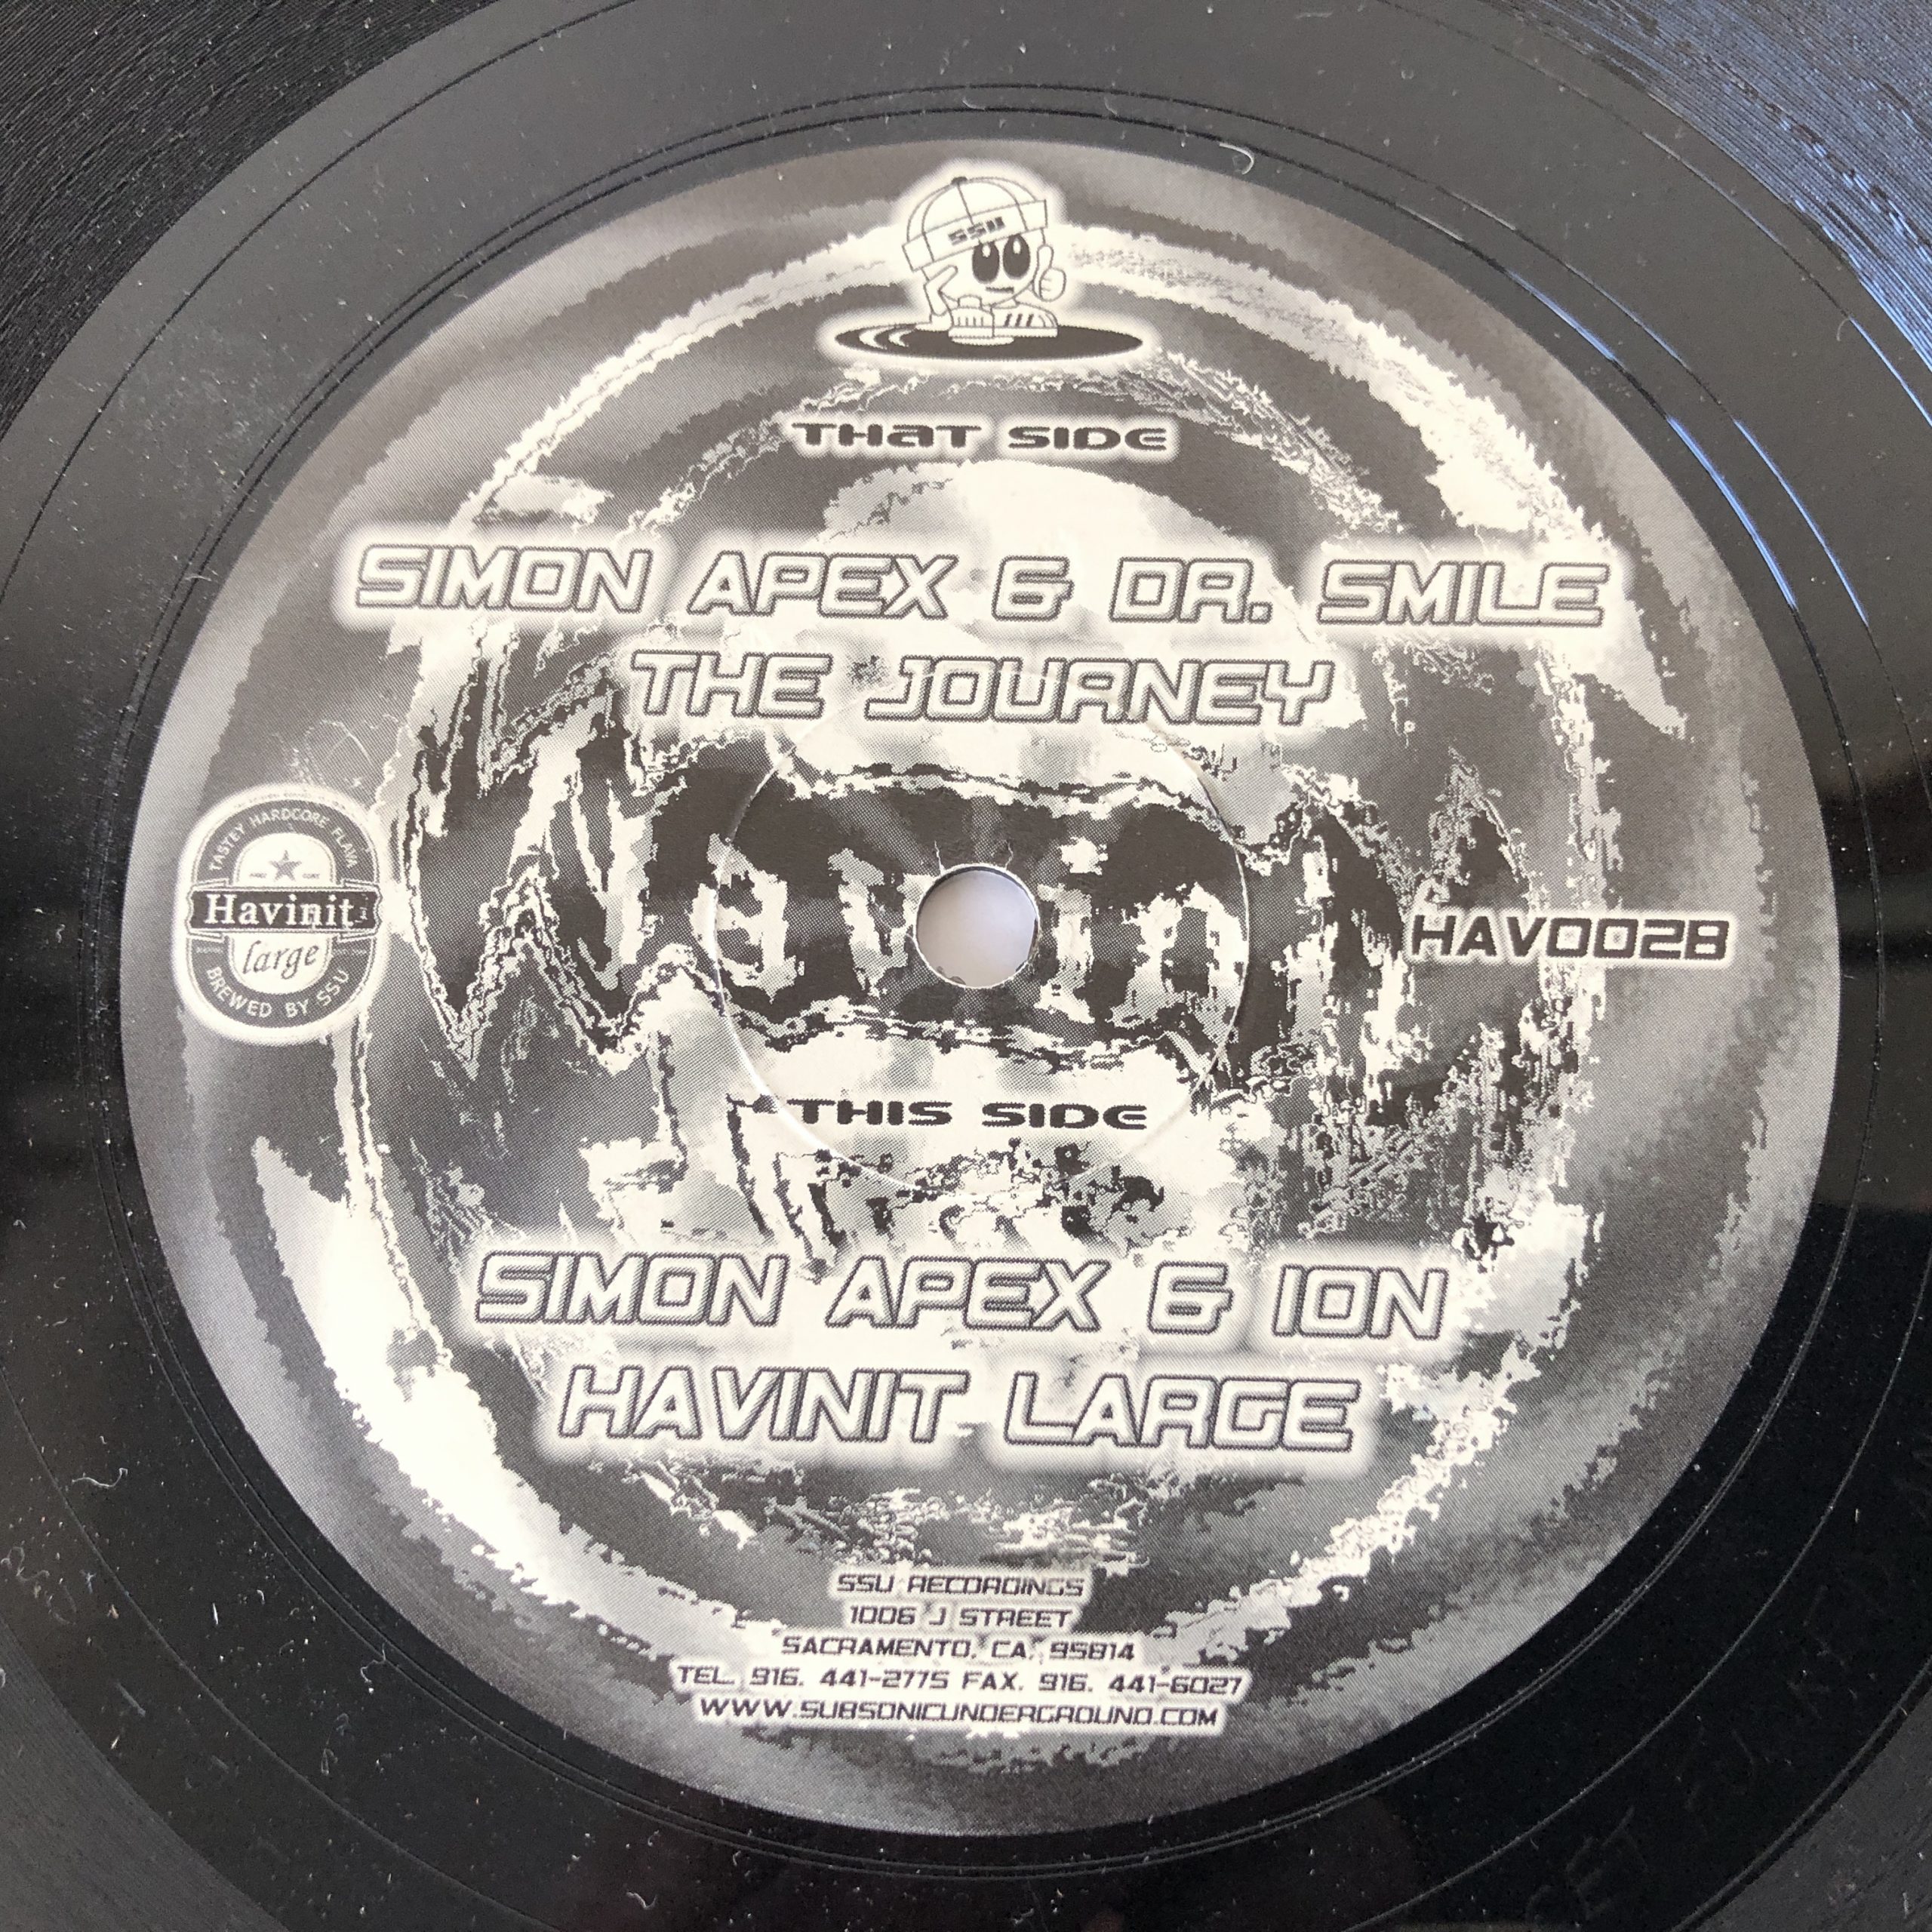 SSU
THaT SIDE
SIMON APEX & DR. SMILE
THE JOURNEY
TASTEY HARDCORE FLAVA
Havinit
large
BREWED BY SSU
HAV002B
THIS SIDE
SIMON APEX & ION
HAVINIT LARGE
SSU RECORDINGS
1006 J STREET
SACRAMENTO, CA, 95814
TEL. 916. 441-2775 FAX. 916. 441-6027
WWW.SUBSONICUNDERGROUND.COM